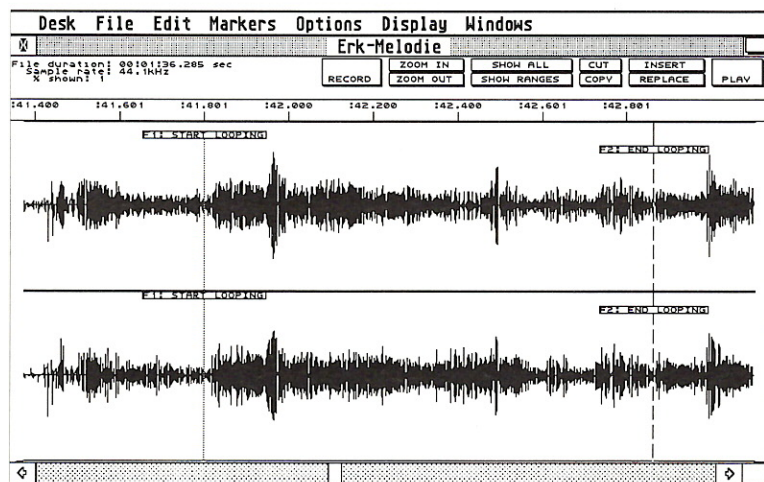 Desk File Edit Markers Options Display Windows
Erk-Melodie
File duration: 00:01:36.285 sec
Sample rate: 44.1kHz
% shown: 1
RECORD
ZOOM IN
ZOOM OUT
SHOW ALL
SHOW RANGES
CUT
COPY
INSERT
REPLACE
PLAY
:41.400 :41.601 :41.801 :42.000 :42.200 :42.400 :42.601 :42.801
F1: START LOOPING
F2: END LOOPING
F1: START LOOPING
F2: END LOOPING